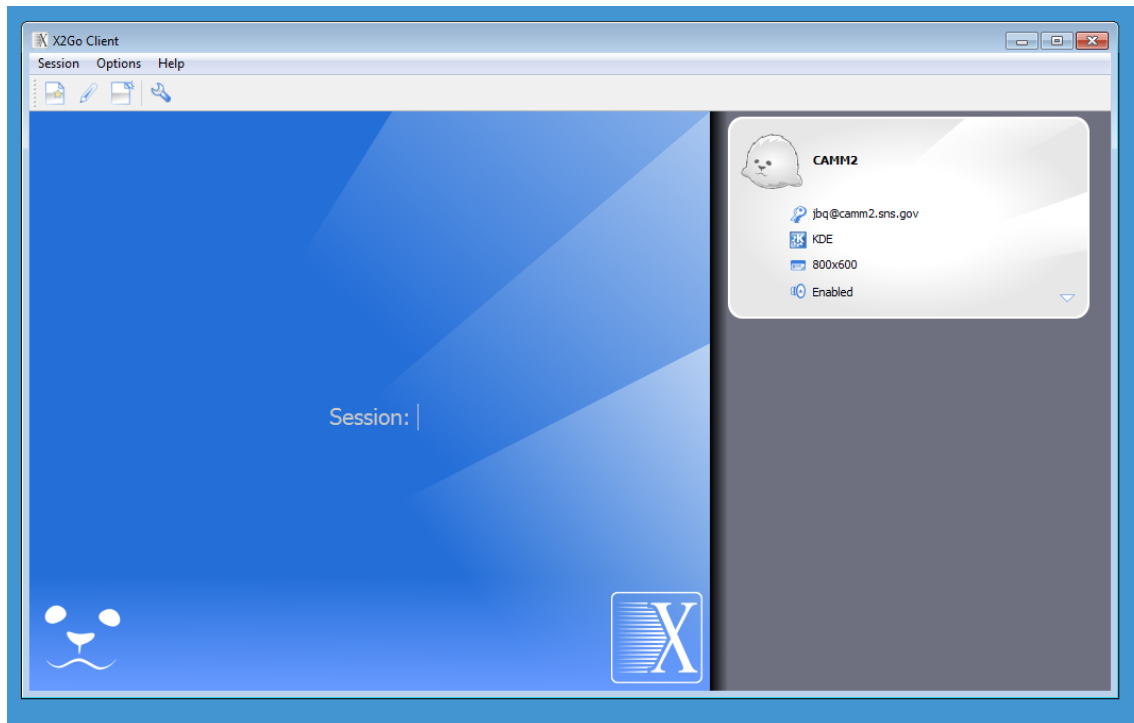 X2Go Client
Session Options Help
CAMM2
jbq@camm2.sns.gov
KDE
800x600
Enabled
Session:
X